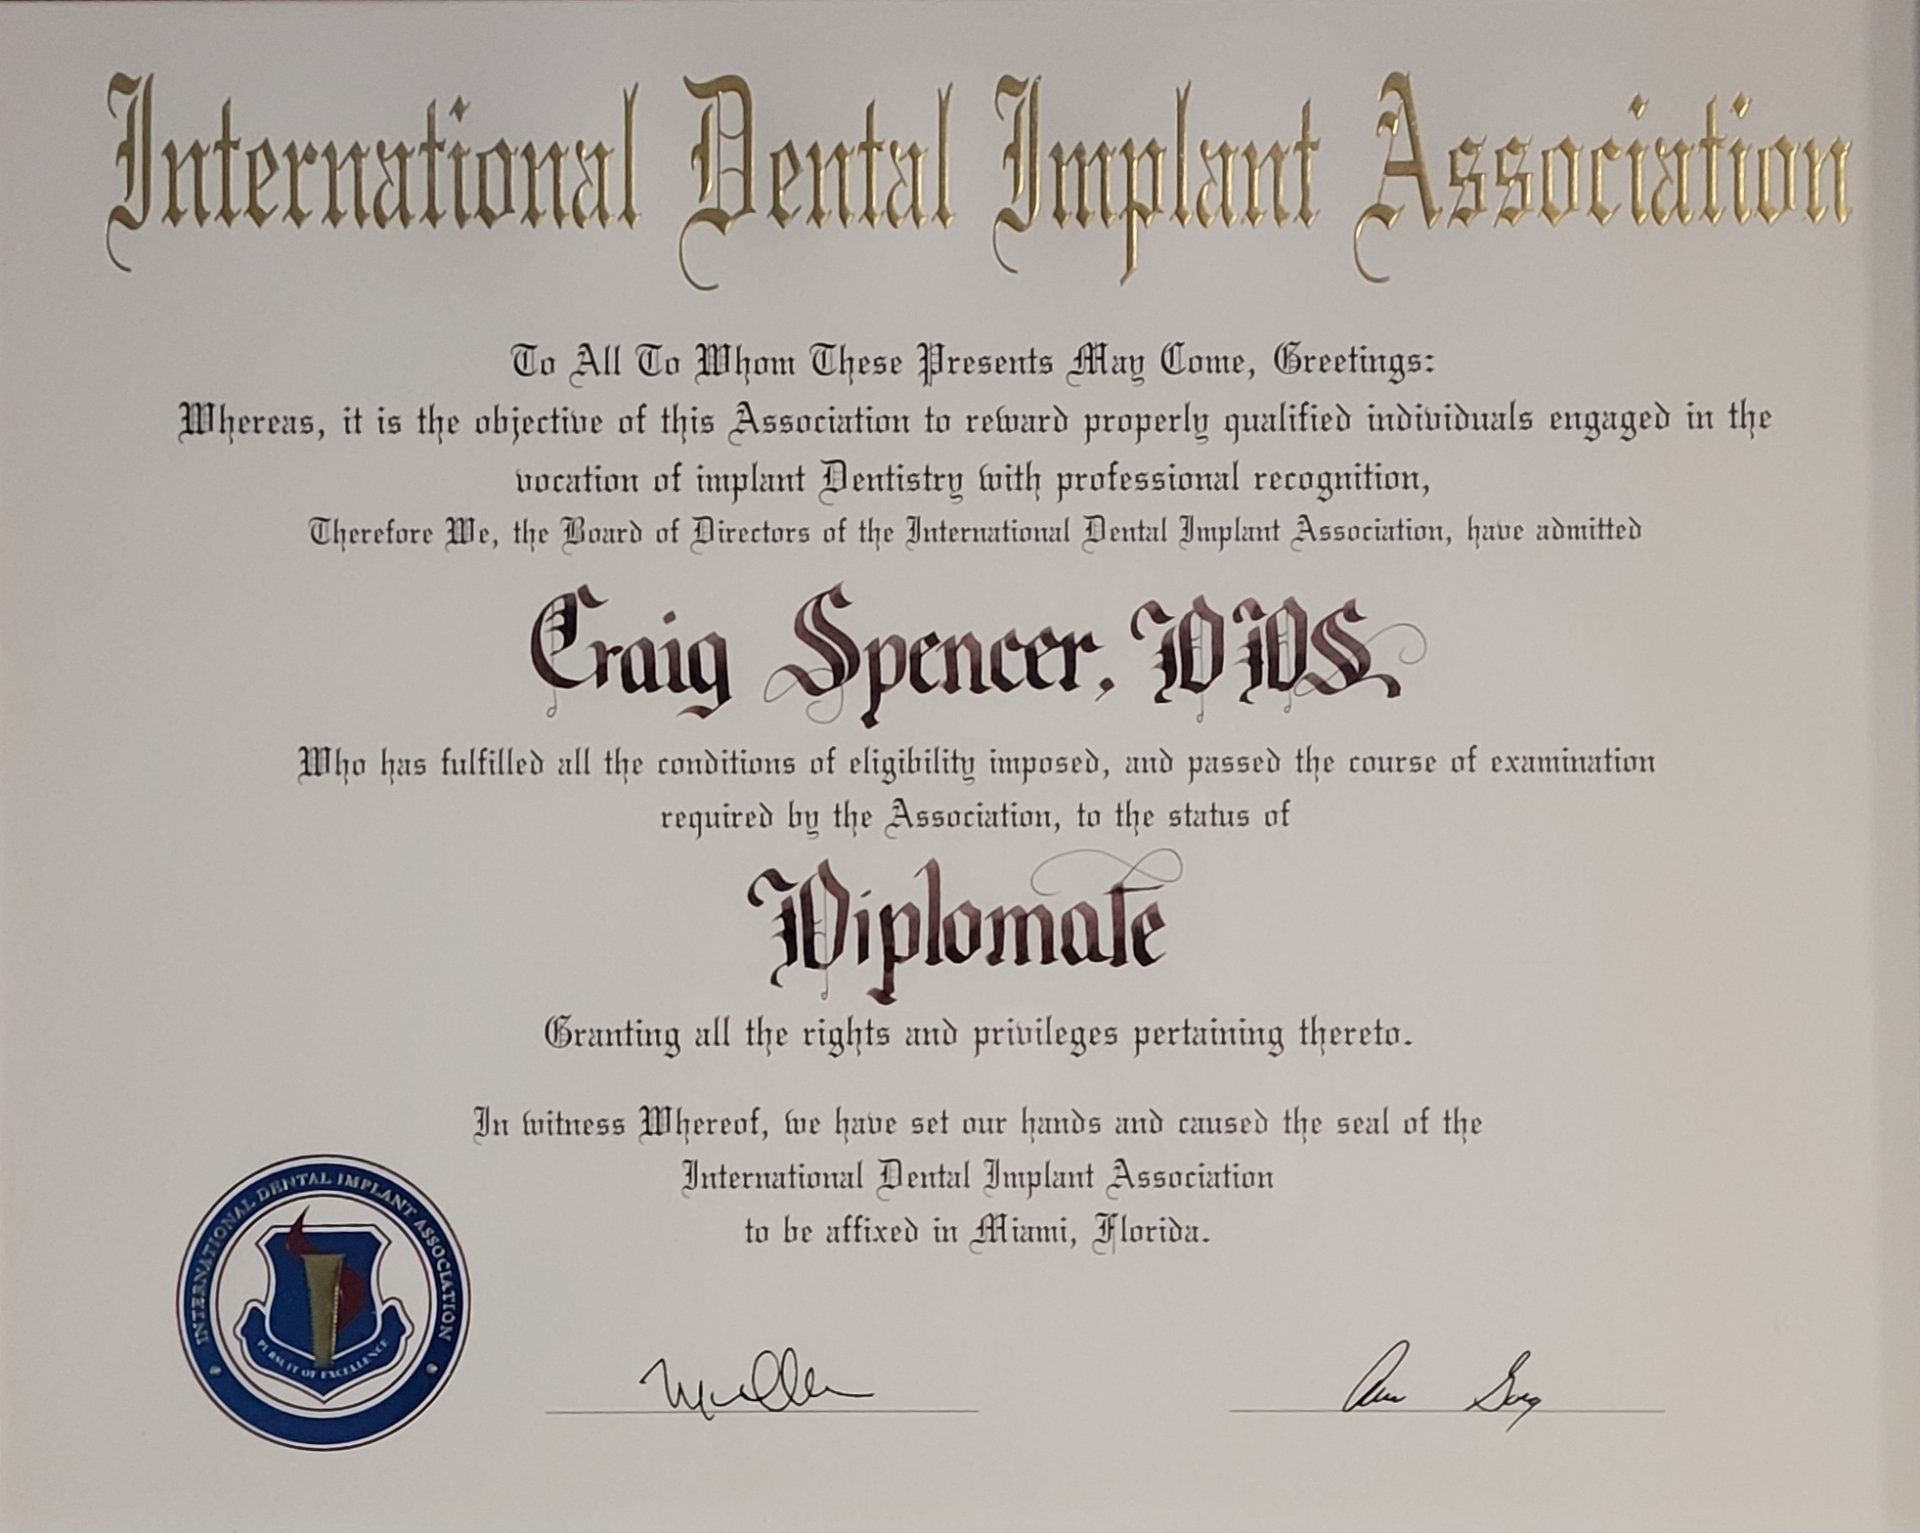 International Dental Implant Association
To All To Whom These Presents May Come, Greetings:
Whereas, it is the objective of this Association to reward properly qualified individuals engaged in the
vocation of implant Dentistry with professional recognition,
Therefore We, the Board of Directors of the International Dental Implant Association, have admitted
Craig Spencer, DDS
Who has fulfilled all the conditions of eligibility imposed, and passed the course of examination
required by the Association, to the status of
Diplomate
Granting all the rights and privileges pertaining thereto.
In witness Whereof, we have set our hands and caused the seal of the
International Dental Implant Association
to be affixed in Miami, Florida.
INTERNATIONAL DENTAL IMPLANT ASSOCIATION
PURSUIT OF EXCELLENCE